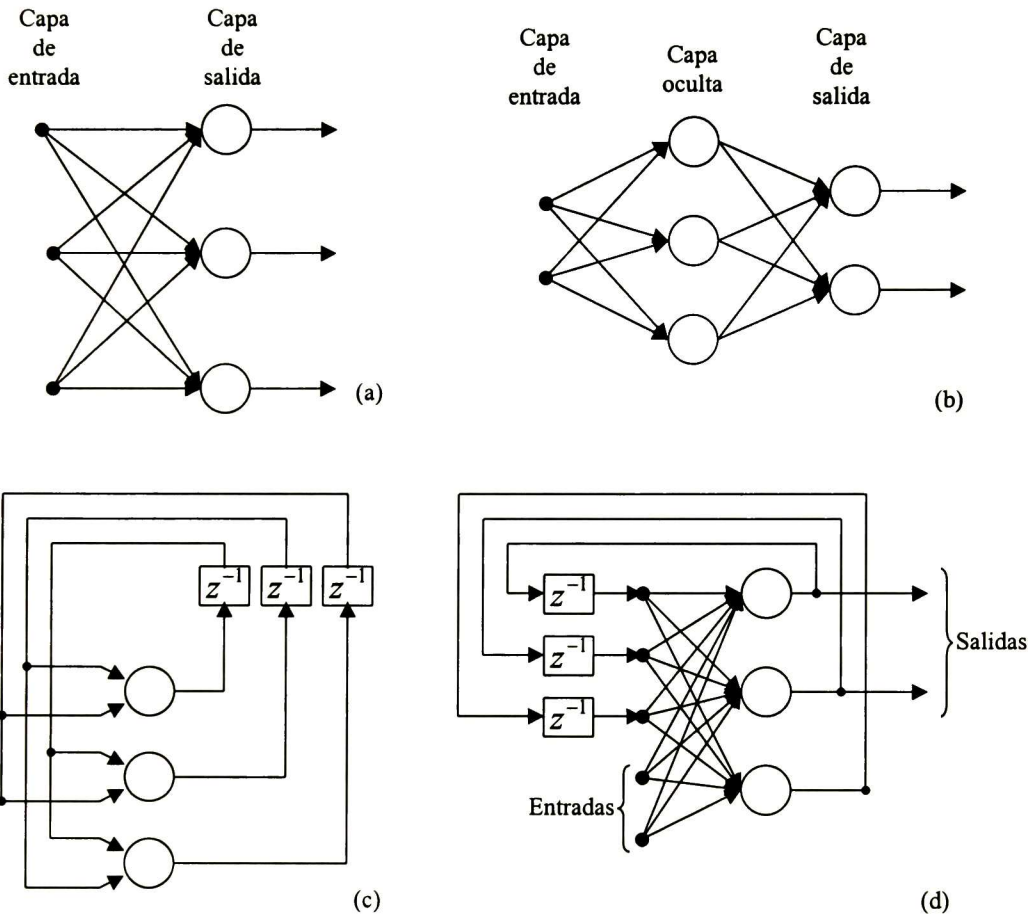 Capa
de
entrada
Capa
de
salida
(a)
Capa
de
entrada
Capa
oculta
Capa
de
salida
(b)
z⁻¹
z⁻¹
z⁻¹
(c)
z⁻¹
z⁻¹
z⁻¹
Entradas
Salidas
(d)